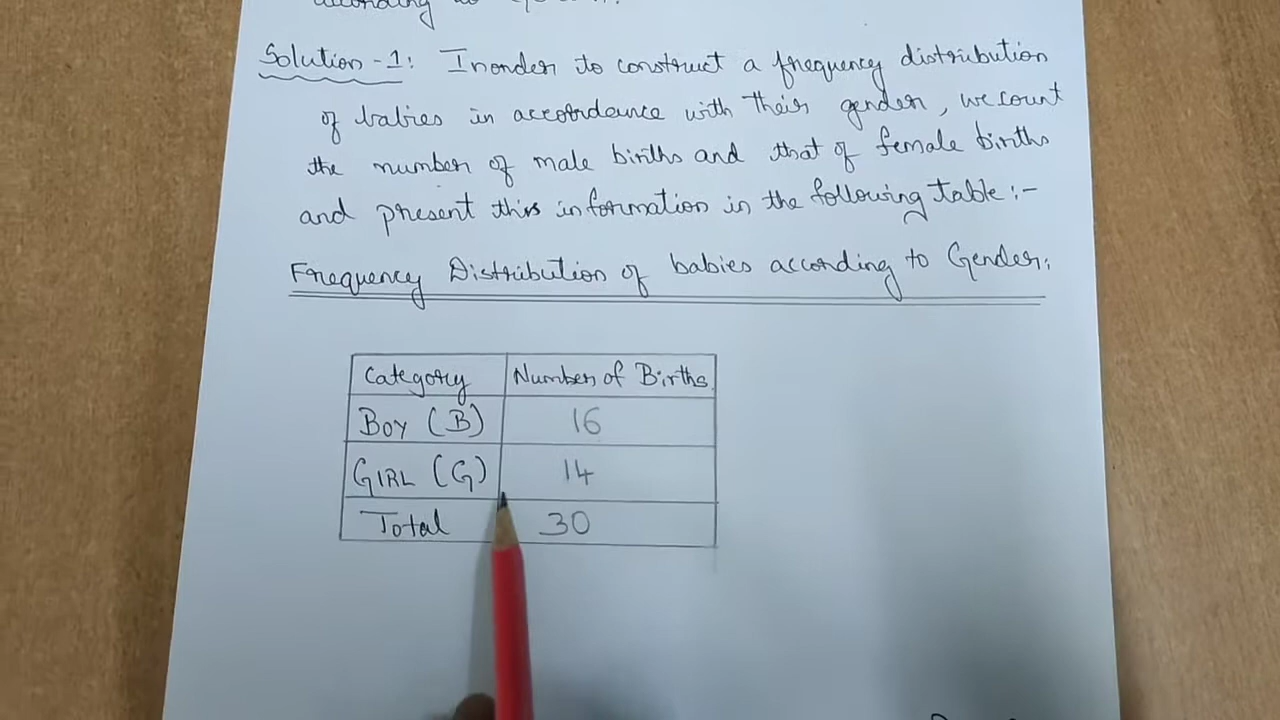 Solution-1: Inorder to construct a frequency distribution
of babies in accordance with their gender, we count
the number of male births and that of female births
and present this information in the following table:-
Frequency Distribution of babies according to Gender:
Category Number of Births
Boy (B) 16
GIRL (G) 14
Total 30